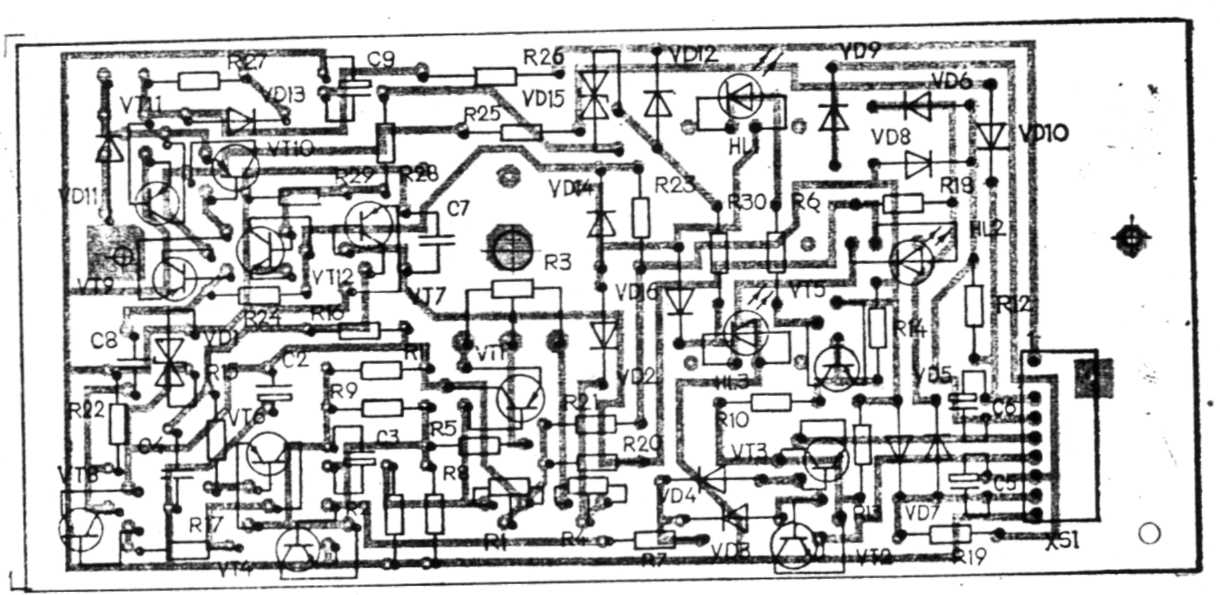 R27
C9
R26
VD12
VD9
VD6
VT11
VD13
VD15
R25
HL1
VD8
VD10
VT10
VD11
R29
R28
VD14
R23
R30
R6
R18
C7
HL2
VT9
VT12
R3
VT7
VD16
VT5
R12
R24
R16
R14
C8
VD1
C2
R11
VT1
R15
R9
VD2
HL3
VD5
R22
VT6
R21
R10
C6
C4
C3
R5
R20
VT3
VT8
R8
VD4
C5
R17
R2
R13
VD7
R1
R4
VT4
R7
VD3
VT2
R19
XS1